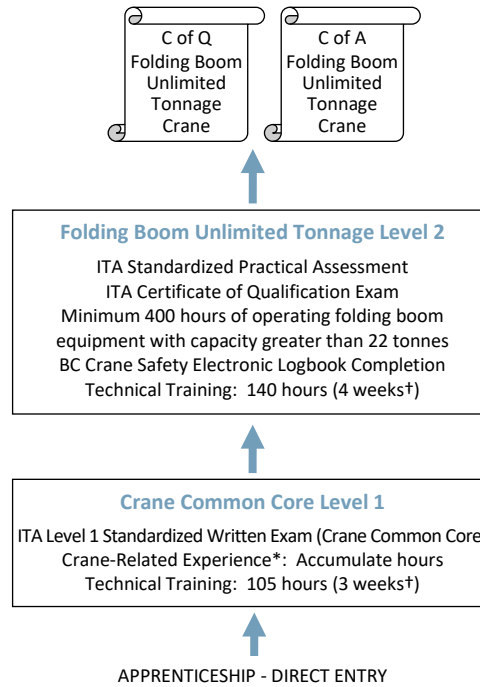 C of Q
Folding Boom
Unlimited
Tonnage
Crane
C of A
Folding Boom
Unlimited
Tonnage
Crane
Folding Boom Unlimited Tonnage Level 2
ITA Standardized Practical Assessment
ITA Certificate of Qualification Exam
Minimum 400 hours of operating folding boom
equipment with capacity greater than 22 tonnes
BC Crane Safety Electronic Logbook Completion
Technical Training: 140 hours (4 weeks†)
Crane Common Core Level 1
ITA Level 1 Standardized Written Exam (Crane Common Core
Crane-Related Experience*: Accumulate hours
Technical Training: 105 hours (3 weeks†)
APPRENTICESHIP - DIRECT ENTRY